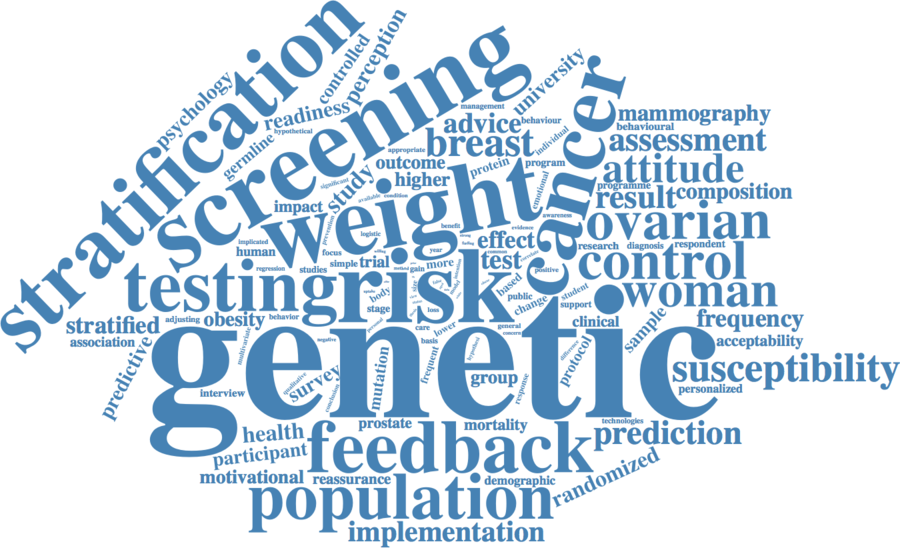 stratification
psychology
controlled
perception
screening
readiness
hypothetical
germline
management
university
cancer
advice
behaviour
breast
individual
appropriate
outcome
protein
program
higher
study
significant
available
condition
emotional
mammography
behavioural
assessment
attitude
programme
result
composition
impact
prevention
weight
benefit
evidence
awareness
ovarian
logistic
implicated
human
focus
year
effect
research
diagnosis
respondent
testing
regression
studies
simple
trial
method
gain
more
test
positive
control
risk
body
stage
loss
based
public
change
student
support
woman
stratified
adjusting
obesity
behavior
association
negative
care
lower
basis
general
concern
clinical
sample
frequency
acceptability
genetic
predictive
multivariate
interview
qualitative
survey
conclusion
mutation
frequent
group
response
difference
protocol
susceptibility
personalized
prostate
mortality
technologies
health
participant
feedback
prediction
motivational
reassurance
demographic
randomized
population
implementation